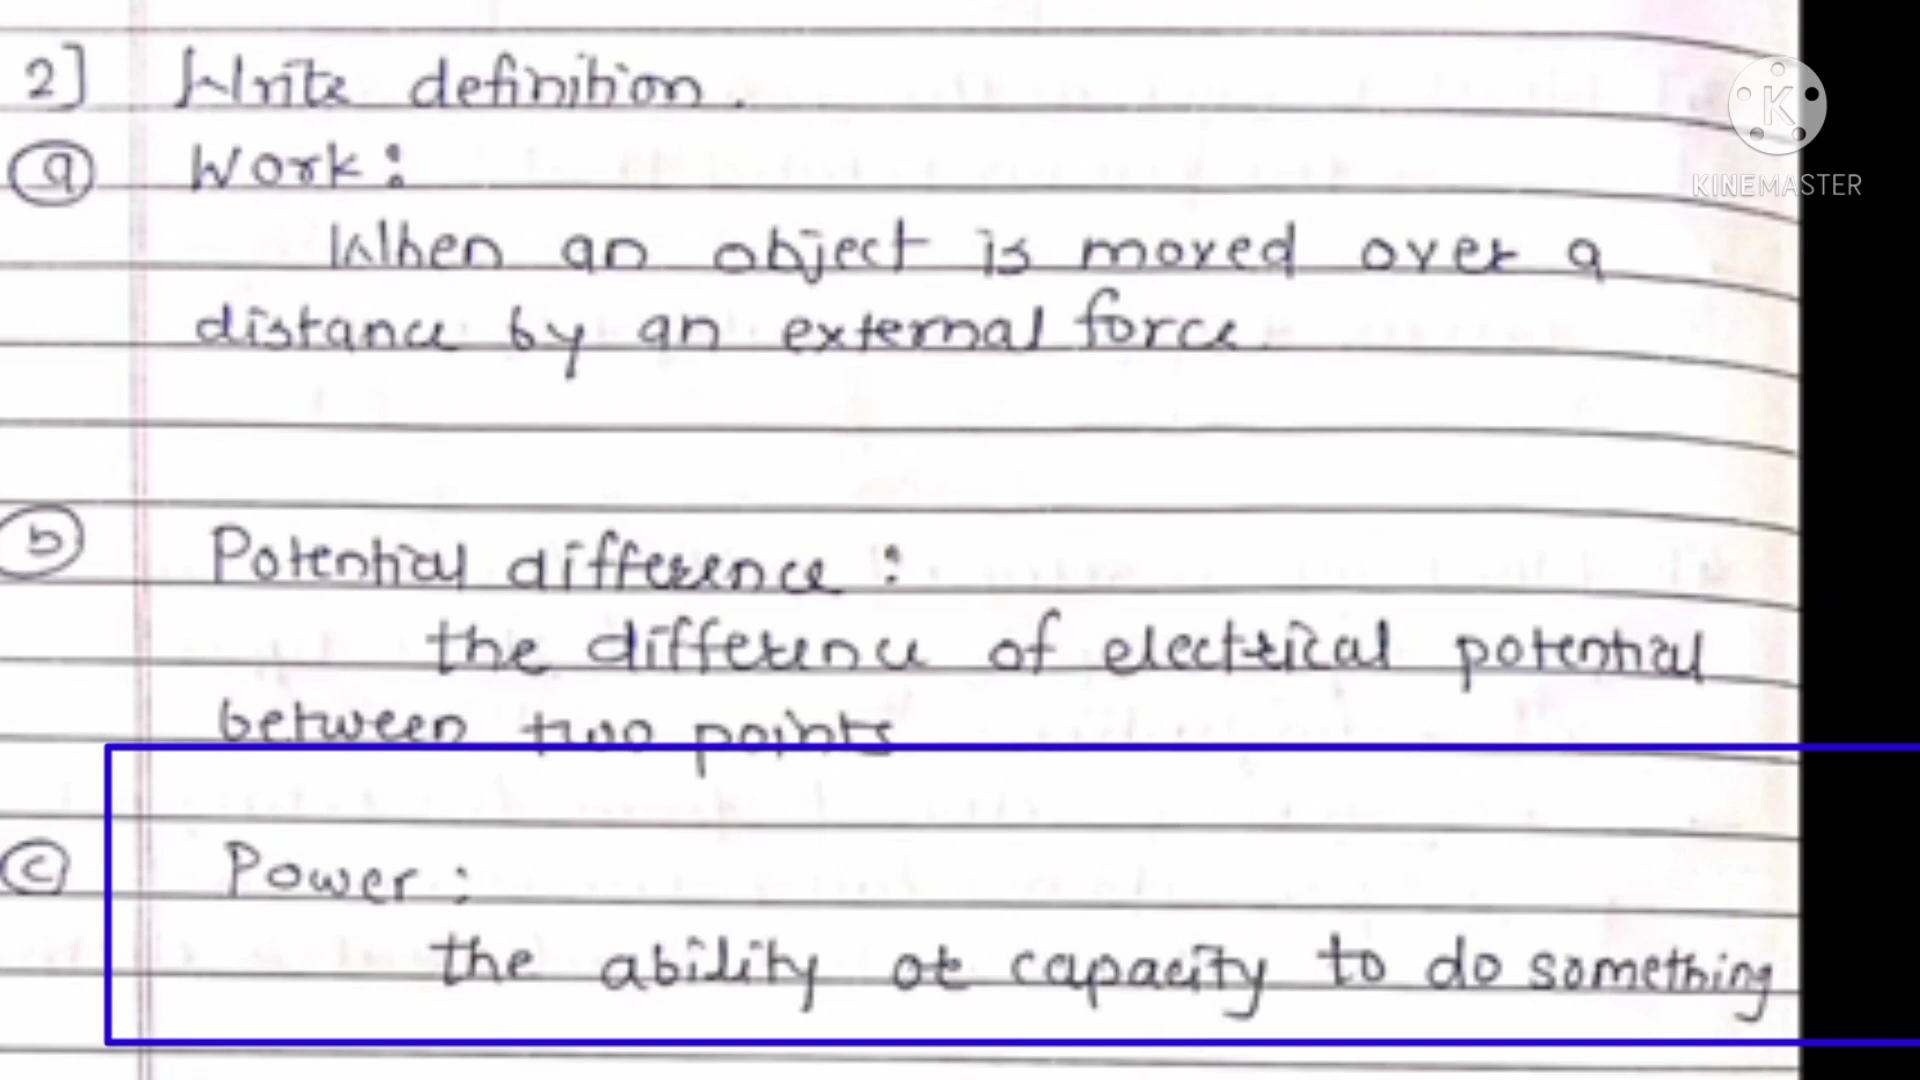 2] Write definition.
KINEMASTER
a Work:
When an object is moved over a
distance by an external force.
b Potential difference:
the difference of electrical potential
between two points
c Power:
the ability or capacity to do something